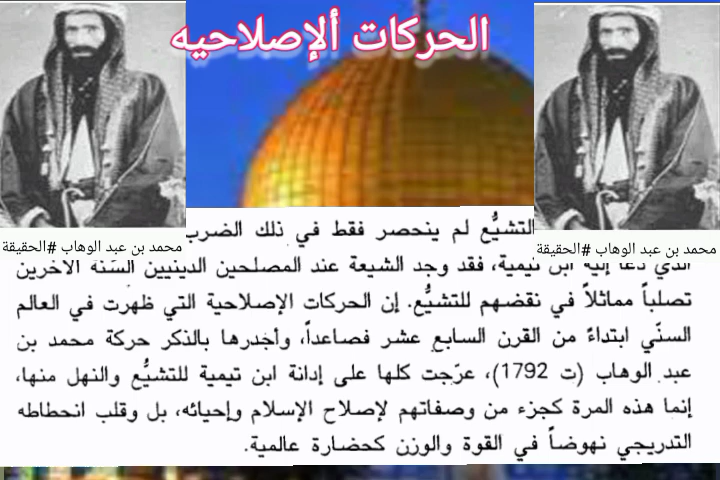 الحركات ألإصلاحيه
محمد بن عبد الوهاب #الحقيقة
محمد بن عبد الوهاب #الحقيقة
التشيُّع لم ينحصر فقط في ذلك الضرب
الذي دعا إليه ابن تيمية، فقد وجد الشيعة عند المصلحين الدينيين السُنّة الآخرين
تصلباً مماثلاً في نقضهم للتشيُّع. إن الحركات الإصلاحية التي ظهرت في العالم
السنّي ابتداءً من القرن السابع عشر فصاعداً، وأجدرها بالذكر حركة محمد بن
عبد الوهاب (ت 1792)، عرّجت كلها على إدانة ابن تيمية للتشيُّع والنهل منها،
إنما هذه المرة كجزء من وصفاتهم لإصلاح الإسلام وإحيائه، بل وقلب انحطاطه
التدريجي نهوضاً في القوة والوزن كحضارة عالمية.